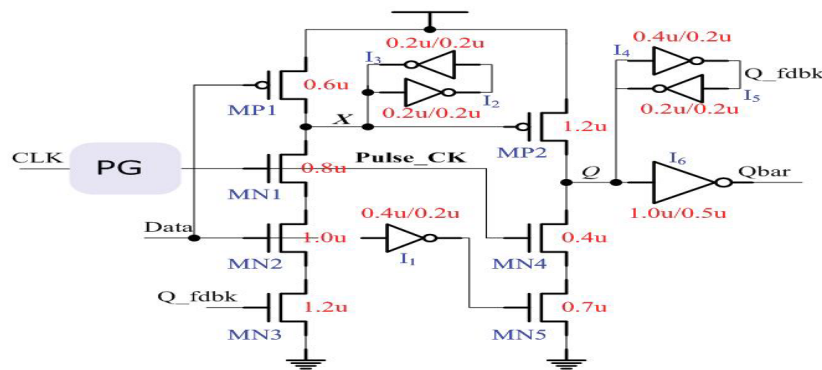 0.2u/0.2u
I3
0.4u/0.2u
I4
Q_fdbk
0.6u
MP1
I2
0.2u/0.2u
X
I5
0.2u/0.2u
1.2u
MP2
CLK
PG
0.8u
MN1
Pulse_CK
Q
I6
Qbar
1.0u/0.5u
Data
0.4u/0.2u
1.0u
MN2
I1
0.4u
MN4
Q_fdbk
1.2u
MN3
0.7u
MN5